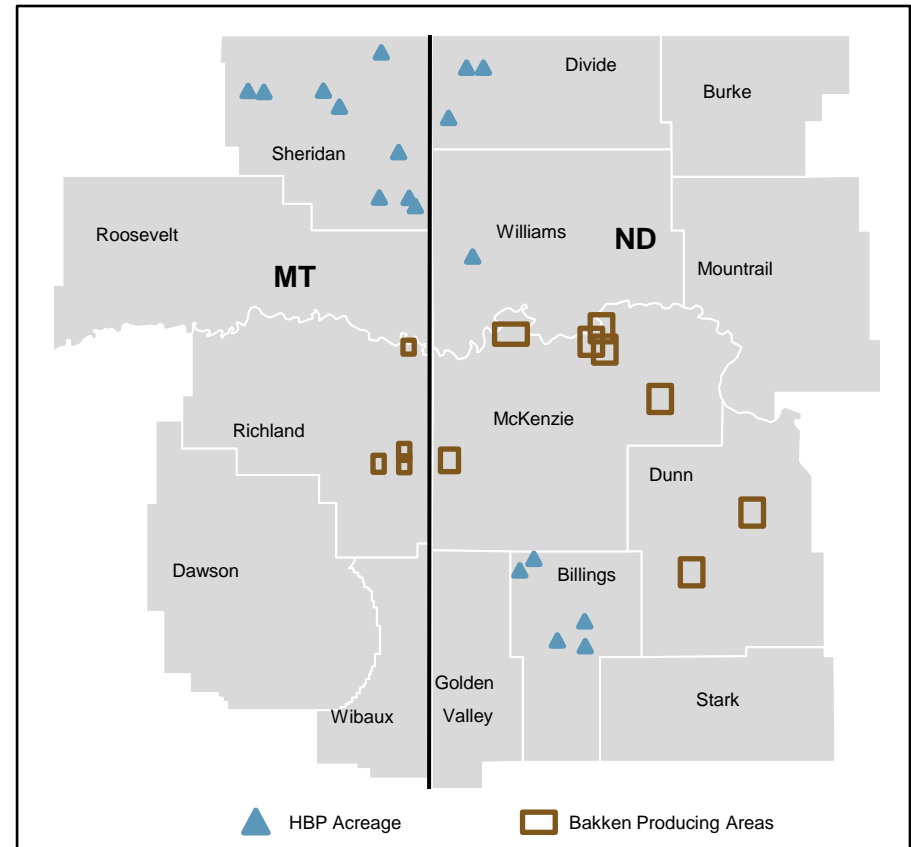 Divide
Burke
Sheridan
Roosevelt
Williams
ND
Mountrail
MT
McKenzie
Richland
Dunn
Dawson
Billings
Golden
Valley
Stark
Wibaux
HBP Acreage
Bakken Producing Areas